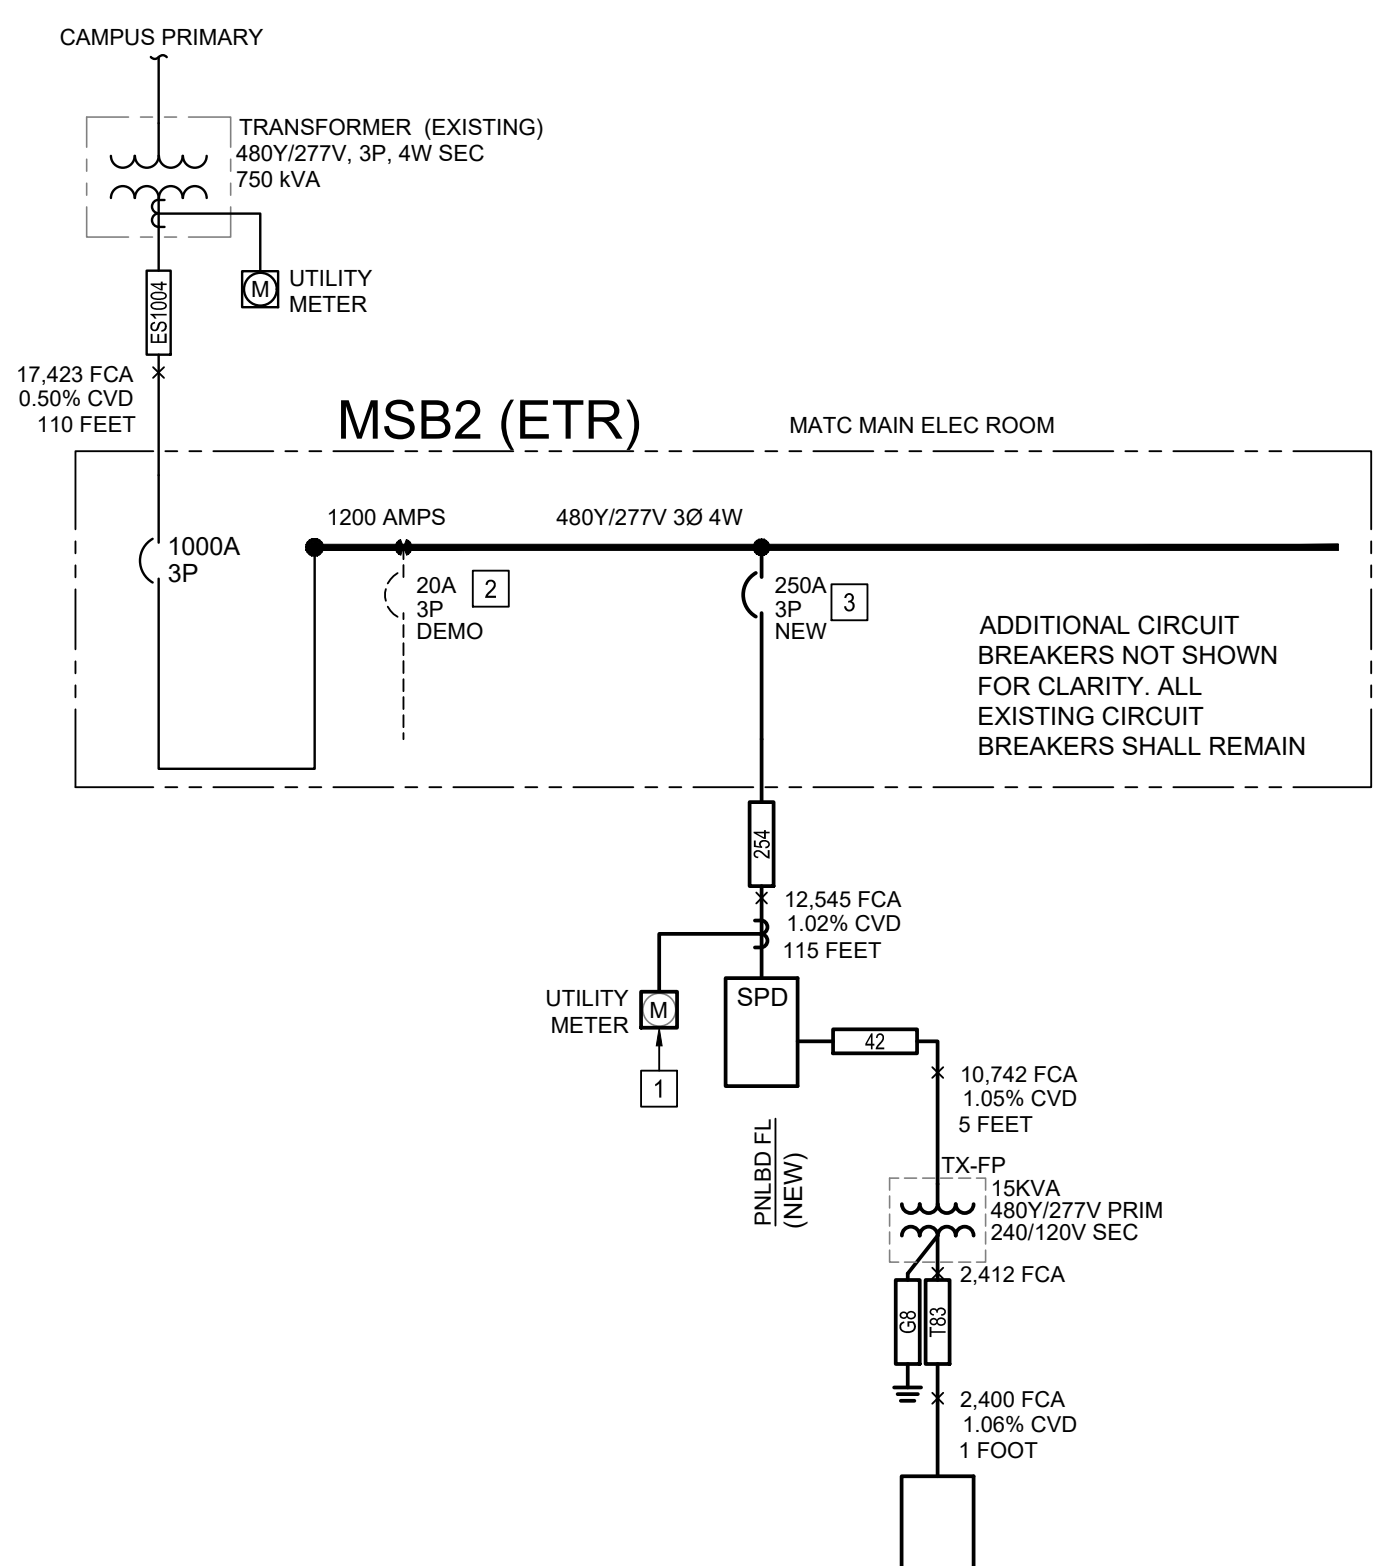 CAMPUS PRIMARY
TRANSFORMER (EXISTING)
480Y/277V, 3P, 4W SEC
750 kVA
ES1004
M
UTILITY
METER
17,423 FCA
0.50% CVD
110 FEET
MSB2 (ETR)
MATC MAIN ELEC ROOM
1200 AMPS
480Y/277V 3Ø 4W
1000A
3P
20A
3P
DEMO
2
250A
3P
NEW
3
ADDITIONAL CIRCUIT
BREAKERS NOT SHOWN
FOR CLARITY. ALL
EXISTING CIRCUIT
BREAKERS SHALL REMAIN
254
12,545 FCA
1.02% CVD
115 FEET
UTILITY
METER
M
1
SPD
PNLBD FL
(NEW)
42
10,742 FCA
1.05% CVD
5 FEET
TX-FP
15KVA
480Y/277V PRIM
240/120V SEC
2,412 FCA
G8
T83
2,400 FCA
1.06% CVD
1 FOOT